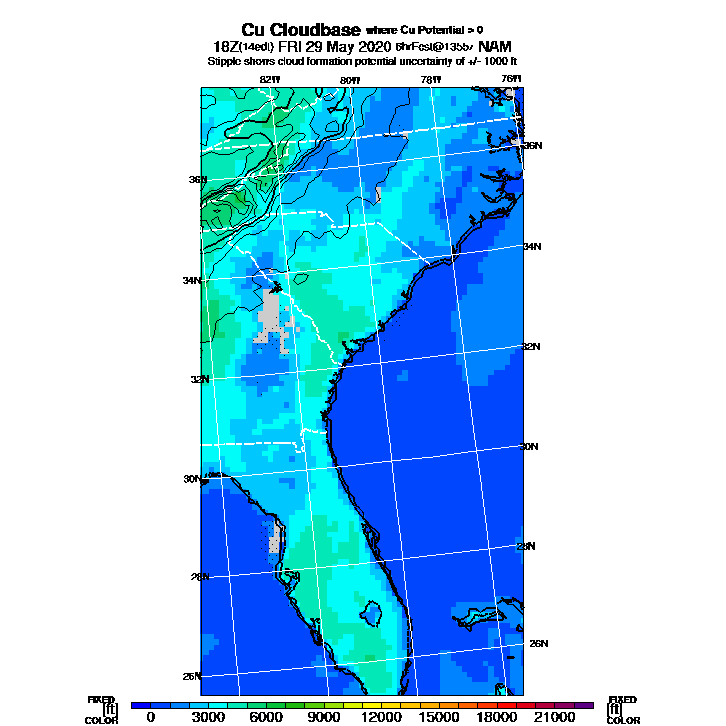 Cu Cloudbase where Cu Potential > 0
18Z(14edt) FRI 29 May 2020 6hrFcst@1355z NAM
Stipple shows cloud formation potential uncertainty of +/- 1000 ft
82W 80W 78W 76W
36N
36N
34N
34N
32N
32N
30N
30N
28N
28N
26N
26N
FIXED FIXED
[ft] [ft]
COLOR COLOR
0 3000 6000 9000 12000 15000 18000 21000